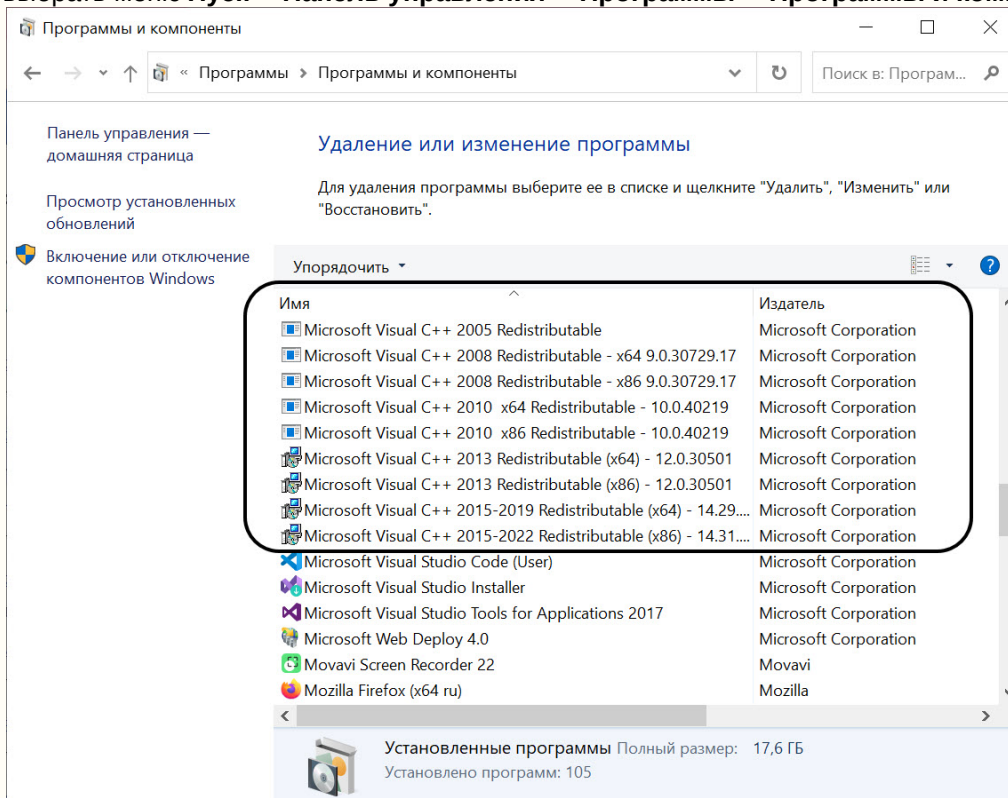 выбрать меню Пуск – Панель управления – Программы – Программы и
Программы и компоненты
« Программы > Программы и компоненты
Поиск в: Програм...
Панель управления —
домашняя страница
Просмотр установленных
обновлений
Включение или отключение
компонентов Windows
Удаление или изменение программы
Для удаления программы выберите ее в списке и щелкните "Удалить", "Изменить" или
"Восстановить".
Упорядочить
Имя Издатель
Microsoft Visual C++ 2005 Redistributable Microsoft Corporation
Microsoft Visual C++ 2008 Redistributable - x64 9.0.30729.17 Microsoft Corporation
Microsoft Visual C++ 2008 Redistributable - x86 9.0.30729.17 Microsoft Corporation
Microsoft Visual C++ 2010 x64 Redistributable - 10.0.40219 Microsoft Corporation
Microsoft Visual C++ 2010 x86 Redistributable - 10.0.40219 Microsoft Corporation
Microsoft Visual C++ 2013 Redistributable (x64) - 12.0.30501 Microsoft Corporation
Microsoft Visual C++ 2013 Redistributable (x86) - 12.0.30501 Microsoft Corporation
Microsoft Visual C++ 2015-2019 Redistributable (x64) - 14.29.... Microsoft Corporation
Microsoft Visual C++ 2015-2022 Redistributable (x86) - 14.31.... Microsoft Corporation
Microsoft Visual Studio Code (User) Microsoft Corporation
Microsoft Visual Studio Installer Microsoft Corporation
Microsoft Visual Studio Tools for Applications 2017 Microsoft Corporation
Microsoft Web Deploy 4.0 Microsoft Corporation
Movavi Screen Recorder 22 Movavi
Mozilla Firefox (x64 ru) Mozilla
Установленные программы Полный размер: 17,6 ГБ
Установлено программ: 105